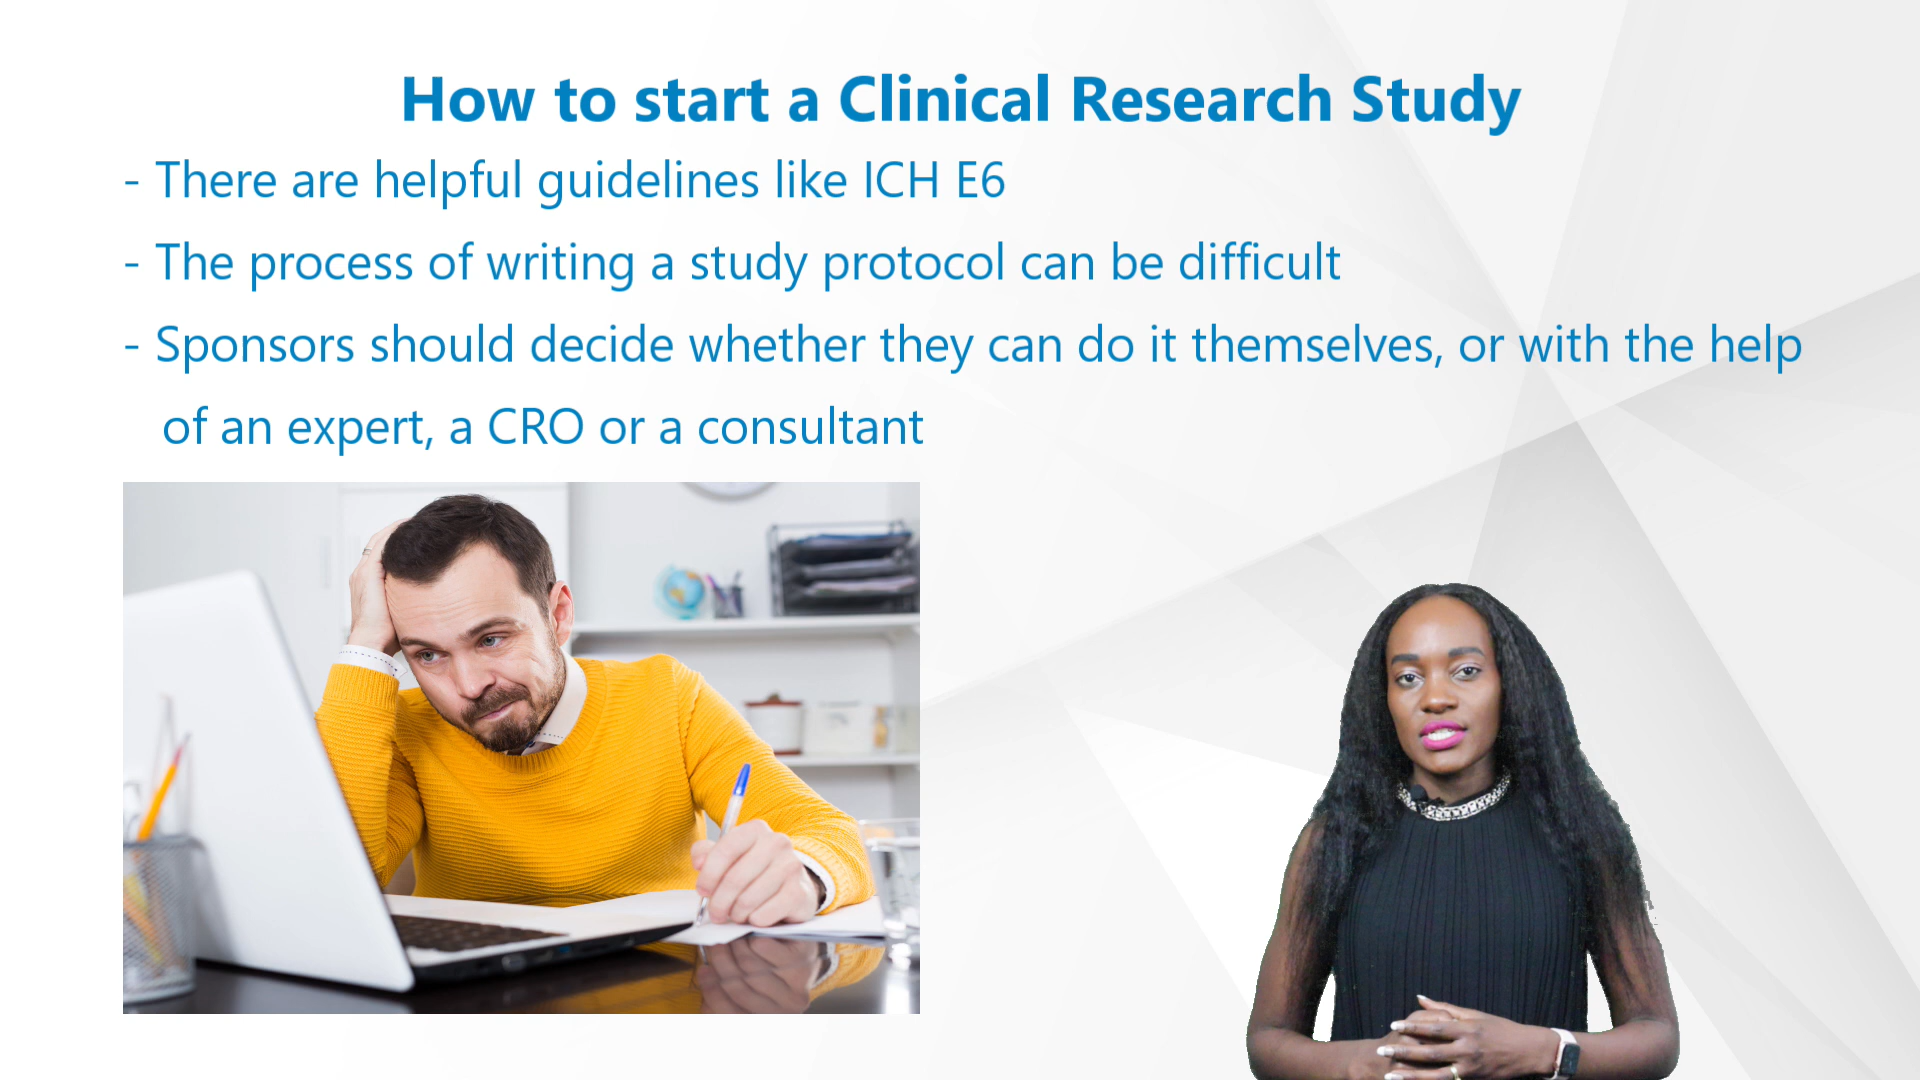 How to start a Clinical Research Study
- There are helpful guidelines like ICH E6
- The process of writing a study protocol can be difficult
- Sponsors should decide whether they can do it themselves, or with the help
of an expert, a CRO or a consultant